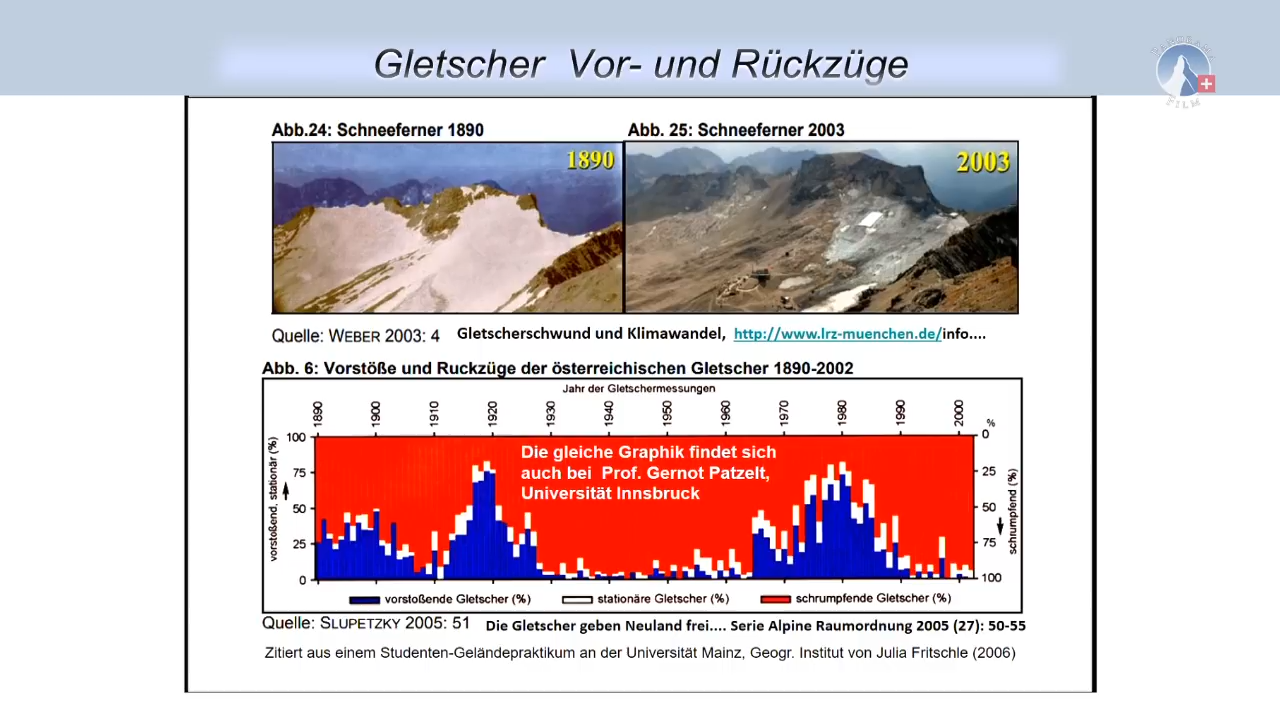 Gletscher Vor- und Rückzüge
PANORAMA
FILM
Abb.24: Schneeferner 1890
Abb. 25: Schneeferner 2003
1890
2003
Quelle: WEBER 2003: 4 Gletscherschwund und Klimawandel, http://www.lrz-muenchen.de/info....
Abb. 6: Vorstöße und Ruckzüge der österreichischen Gletscher 1890-2002
Jahr der Gletschermessungen
1890 1900 1910 1920 1930 1940 1950 1960 1970 1980 1990 2000
%
vorstoßend, stationär (%)
100
75
50
25
0
0
25
50
75
100
schrumpfend (%)
Die gleiche Graphik findet sich
auch bei Prof. Gernot Patzelt,
Universität Innsbruck
vorstoßende Gletscher (%) stationäre Gletscher (%) schrumpfende Gletscher (%)
Quelle: SLUPETZKY 2005: 51 Die Gletscher geben Neuland frei.... Serie Alpine Raumordnung 2005 (27): 50-55
Zitiert aus einem Studenten-Geländepraktikum an der Universität Mainz, Geogr. Institut von Julia Fritschle (2006)